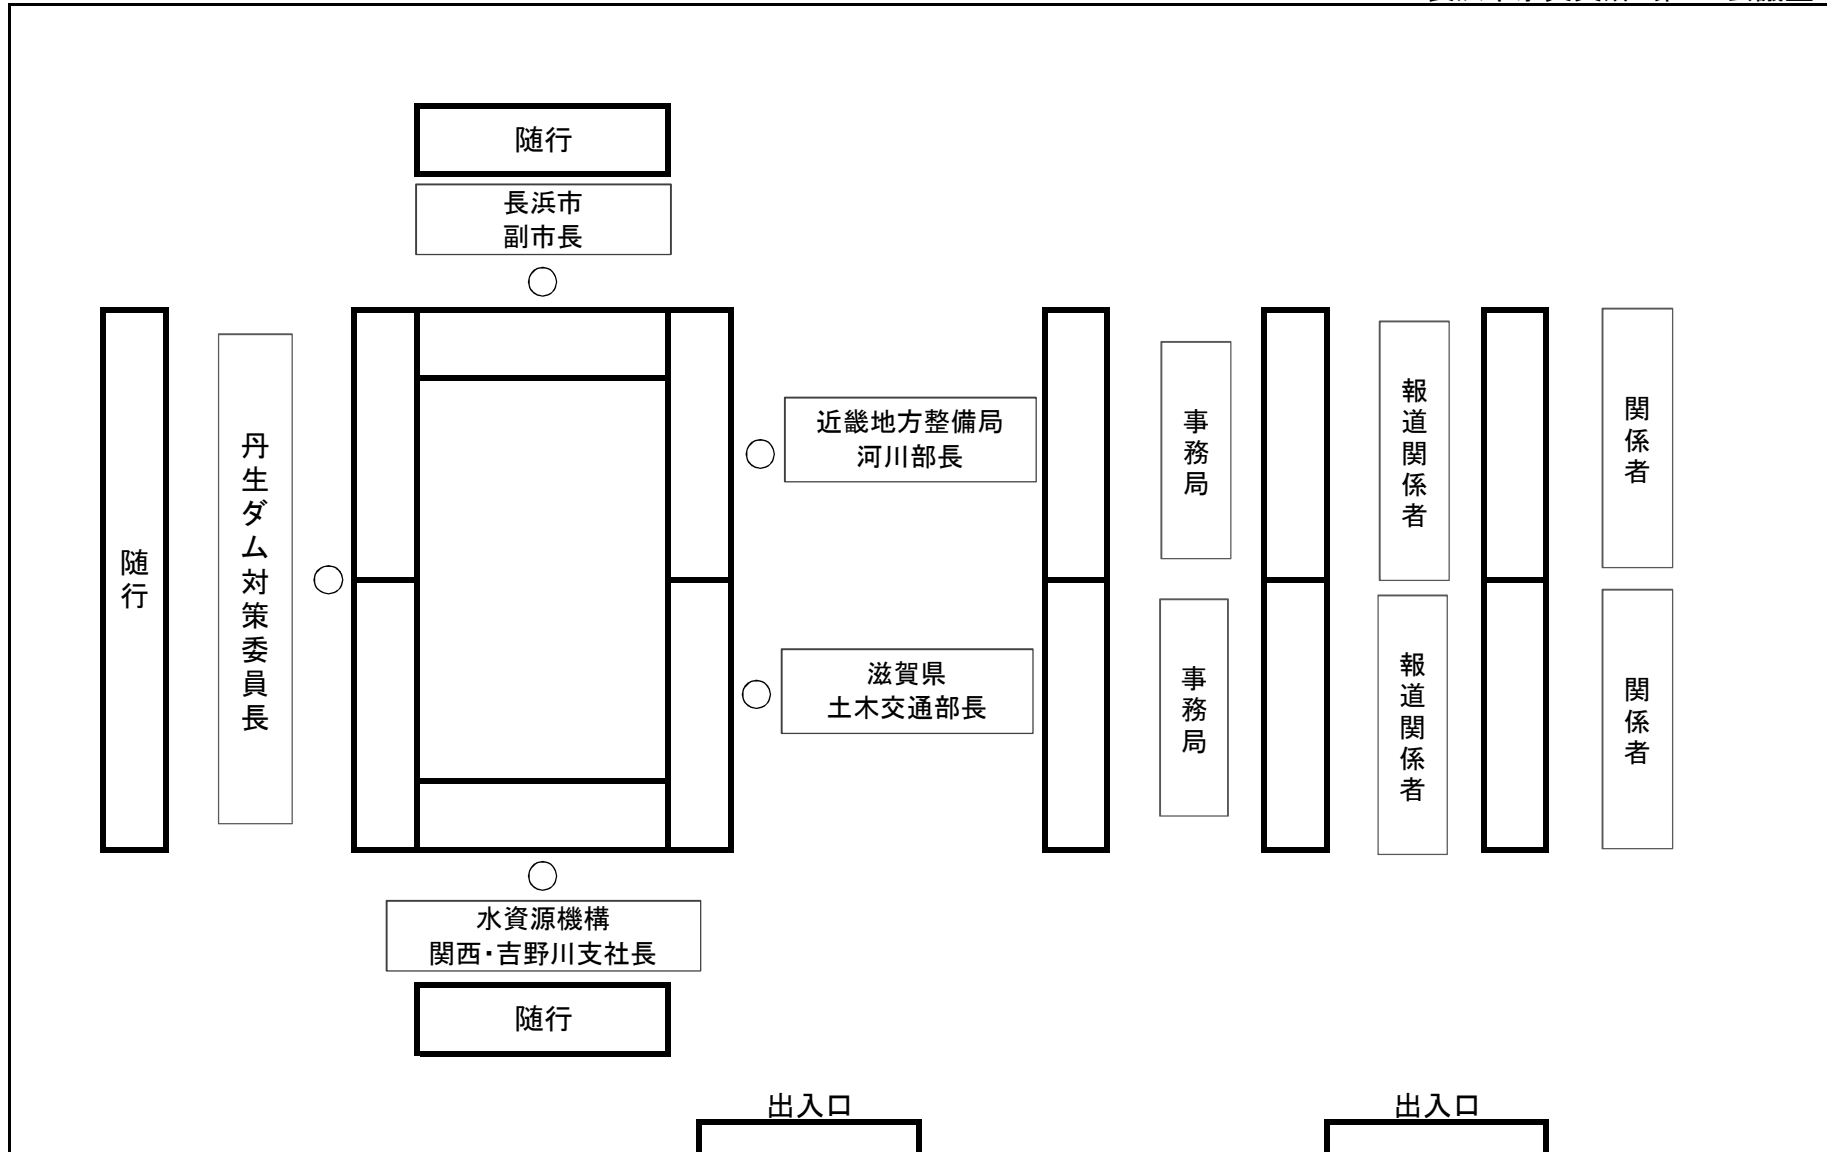 随行
長浜市
副市長
近畿地方整備局
河川部長
滋賀県
土木交通部長
丹生ダム対策委員長
随行
水資源機構
関西・吉野川支社長
随行
事務局
事務局
報道関係者
報道関係者
関係者
関係者
出入口
出入口